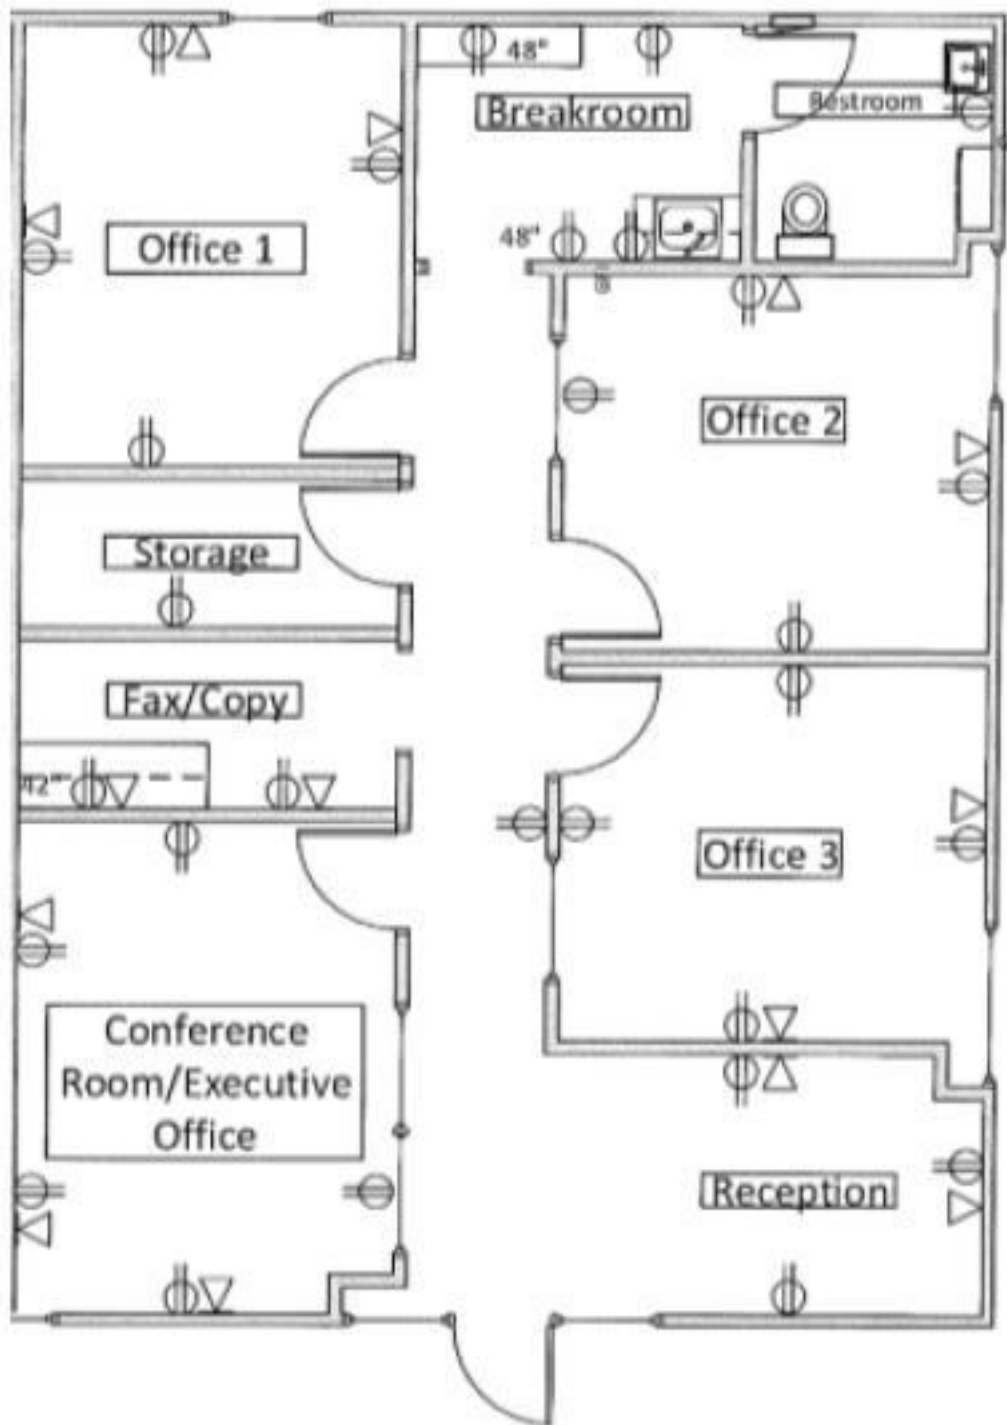 48"
Breakroom
Restroom
Office 1
48"
Office 2
Storage
Fax/Copy
42"
Office 3
Conference
Room/Executive
Office
Reception